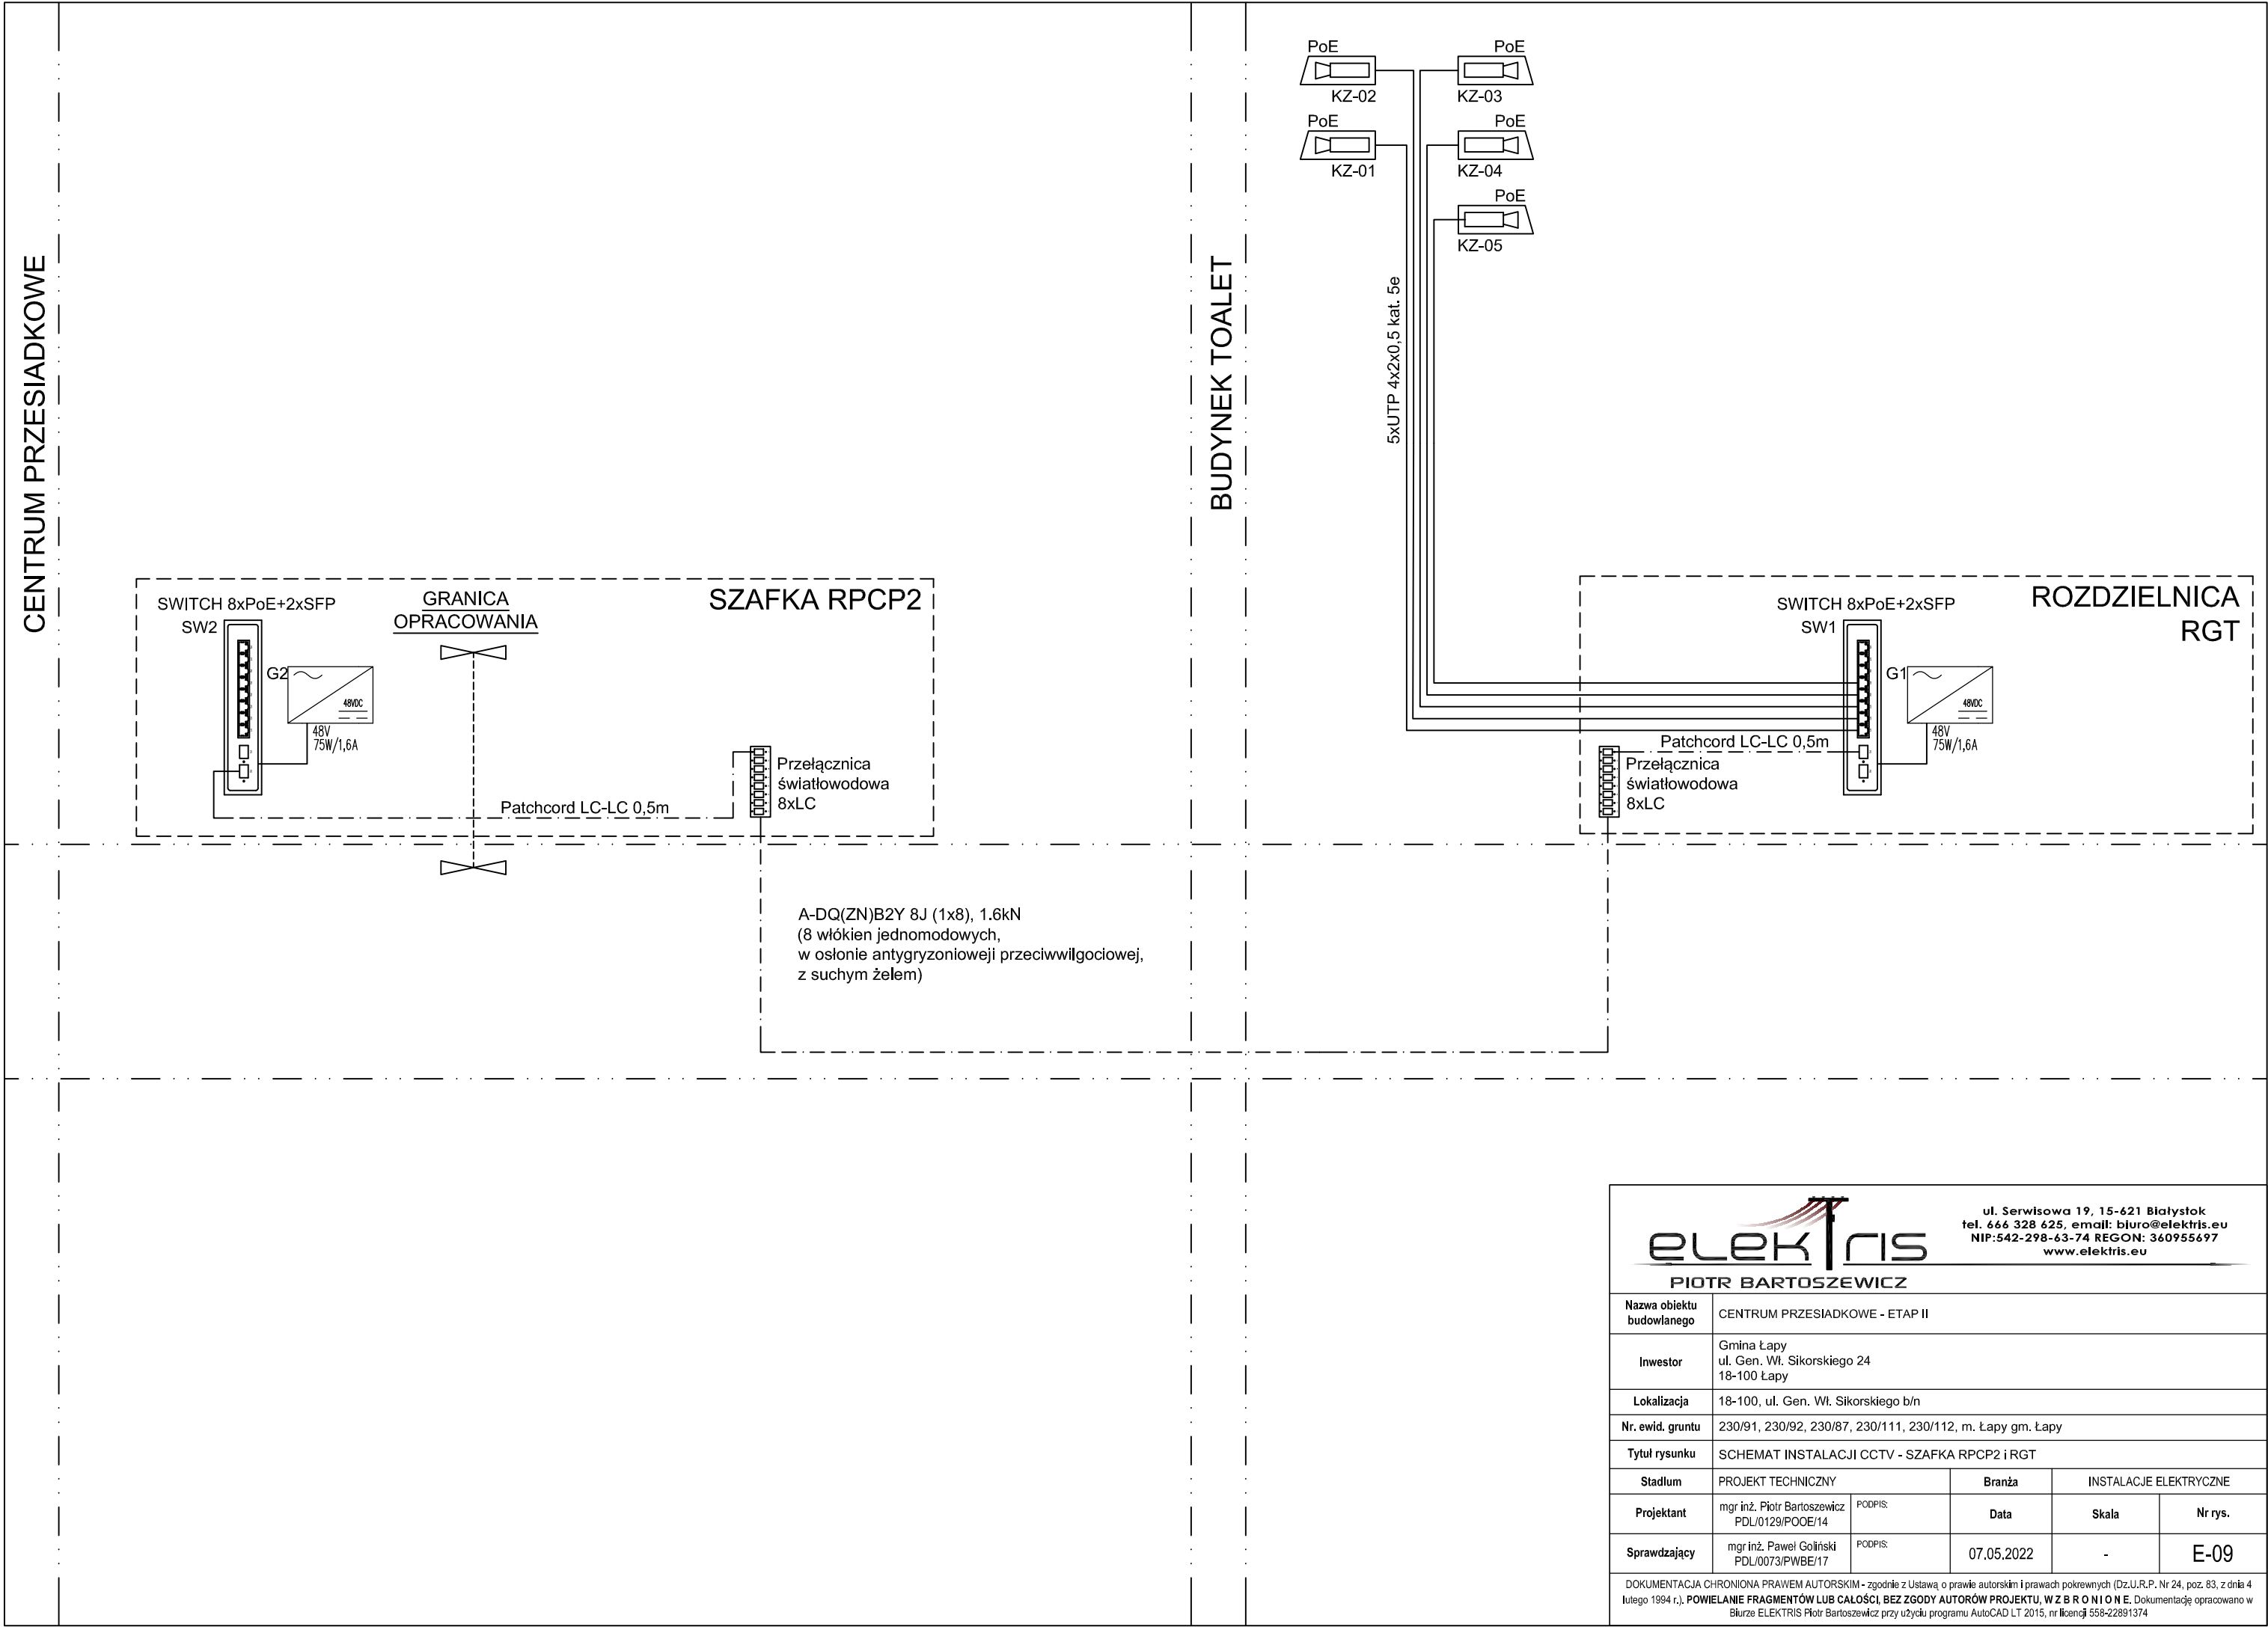 CENTRUM PRZESIADKOWE
SZAFKA RPCP2
SWITCH 8xPoE+2xSFP
SW2
G2
48VDC
48V
75W/1,6A
GRANICA
OPRACOWANIA
Patchcord LC-LC 0,5m
Przełącznica
światłowodowa
8xLC
A-DQ(ZN)B2Y 8J (1x8), 1.6kN
(8 włókien jednomodowych,
w osłonie antygryzonioweji przeciwwilgociowej,
z suchym żelem)
BUDYNEK TOALET
PoE
KZ-02
PoE
KZ-03
PoE
KZ-01
PoE
KZ-04
PoE
KZ-05
5xUTP 4x2x0,5 kat. 5e
ROZDZIELNICA
RGT
SWITCH 8xPoE+2xSFP
SW1
G1
48VDC
48V
75W/1,6A
Patchcord LC-LC 0,5m
Przełącznica
światłowodowa
8xLC
elekTris
PIOTR BARTOSZEWICZ
ul. Serwisowa 19, 15-621 Białystok
tel. 666 328 625, email: biuro@elektris.eu
NIP:542-298-63-74 REGON: 360955697
www.elektris.eu
Nazwa obiektu
budowlanego
CENTRUM PRZESIADKOWE - ETAP II
Inwestor
Gmina Łapy
ul. Gen. Wł. Sikorskiego 24
18-100 Łapy
Lokalizacja
18-100, ul. Gen. Wł. Sikorskiego b/n
Nr. ewid. gruntu
230/91, 230/92, 230/87, 230/111, 230/112, m. Łapy gm. Łapy
Tytuł rysunku
SCHEMAT INSTALACJI CCTV - SZAFKA RPCP2 i RGT
Stadium
PROJEKT TECHNICZNY
Branża
INSTALACJE ELEKTRYCZNE
Projektant
mgr inż. Piotr Bartoszewicz
PDL/0129/POOE/14
PODPIS:
Data
Skala
Nr rys.
Sprawdzający
mgr inż. Paweł Goliński
PDL/0073/PWBE/17
PODPIS:
07.05.2022
-
E-09
DOKUMENTACJA CHRONIONA PRAWEM AUTORSKIM - zgodnie z Ustawą o prawie autorskim i prawach pokrewnych (Dz.U.R.P. Nr 24, poz. 83, z dnia 4
lutego 1994 r.). POWIELANIE FRAGMENTÓW LUB CAŁOŚCI, BEZ ZGODY AUTORÓW PROJEKTU, W Z B R O N I O N E. Dokumentację opracowano w
Biurze ELEKTRIS Piotr Bartoszewicz przy użyciu programu AutoCAD LT 2015, nr licencji 558-22891374